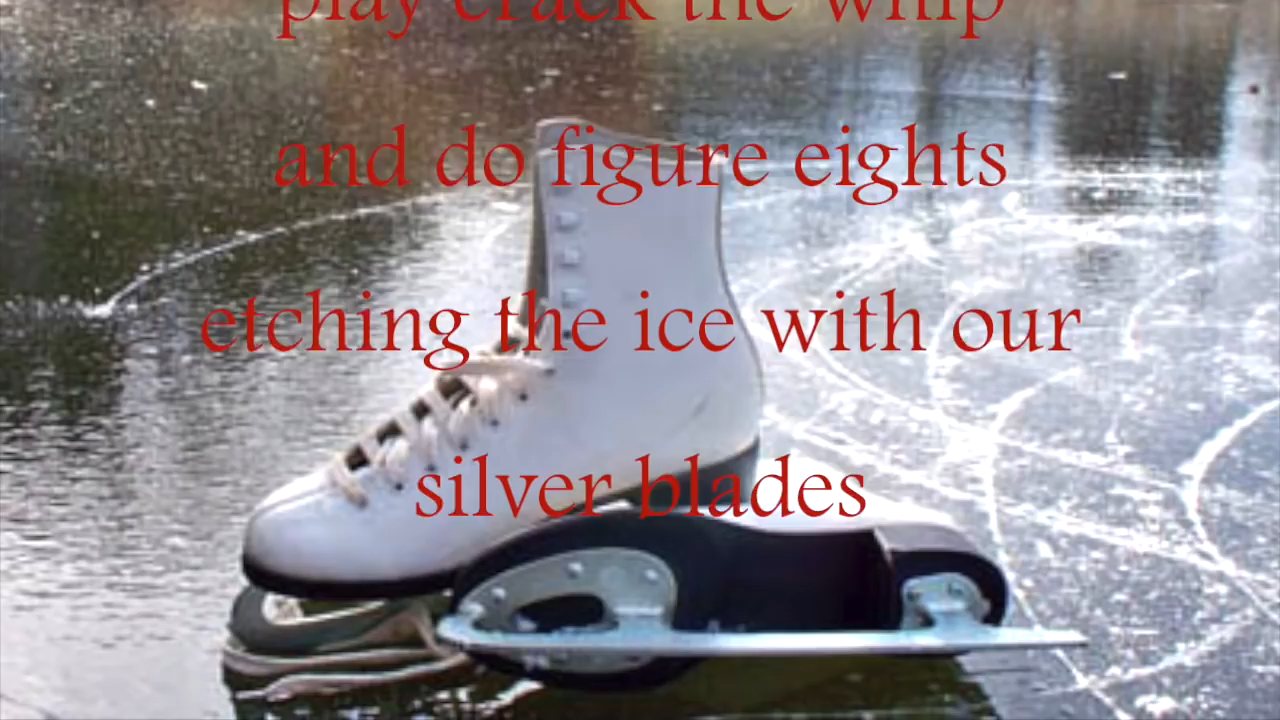 play crack the whip
and do figure eights
etching the ice with our
silver blades